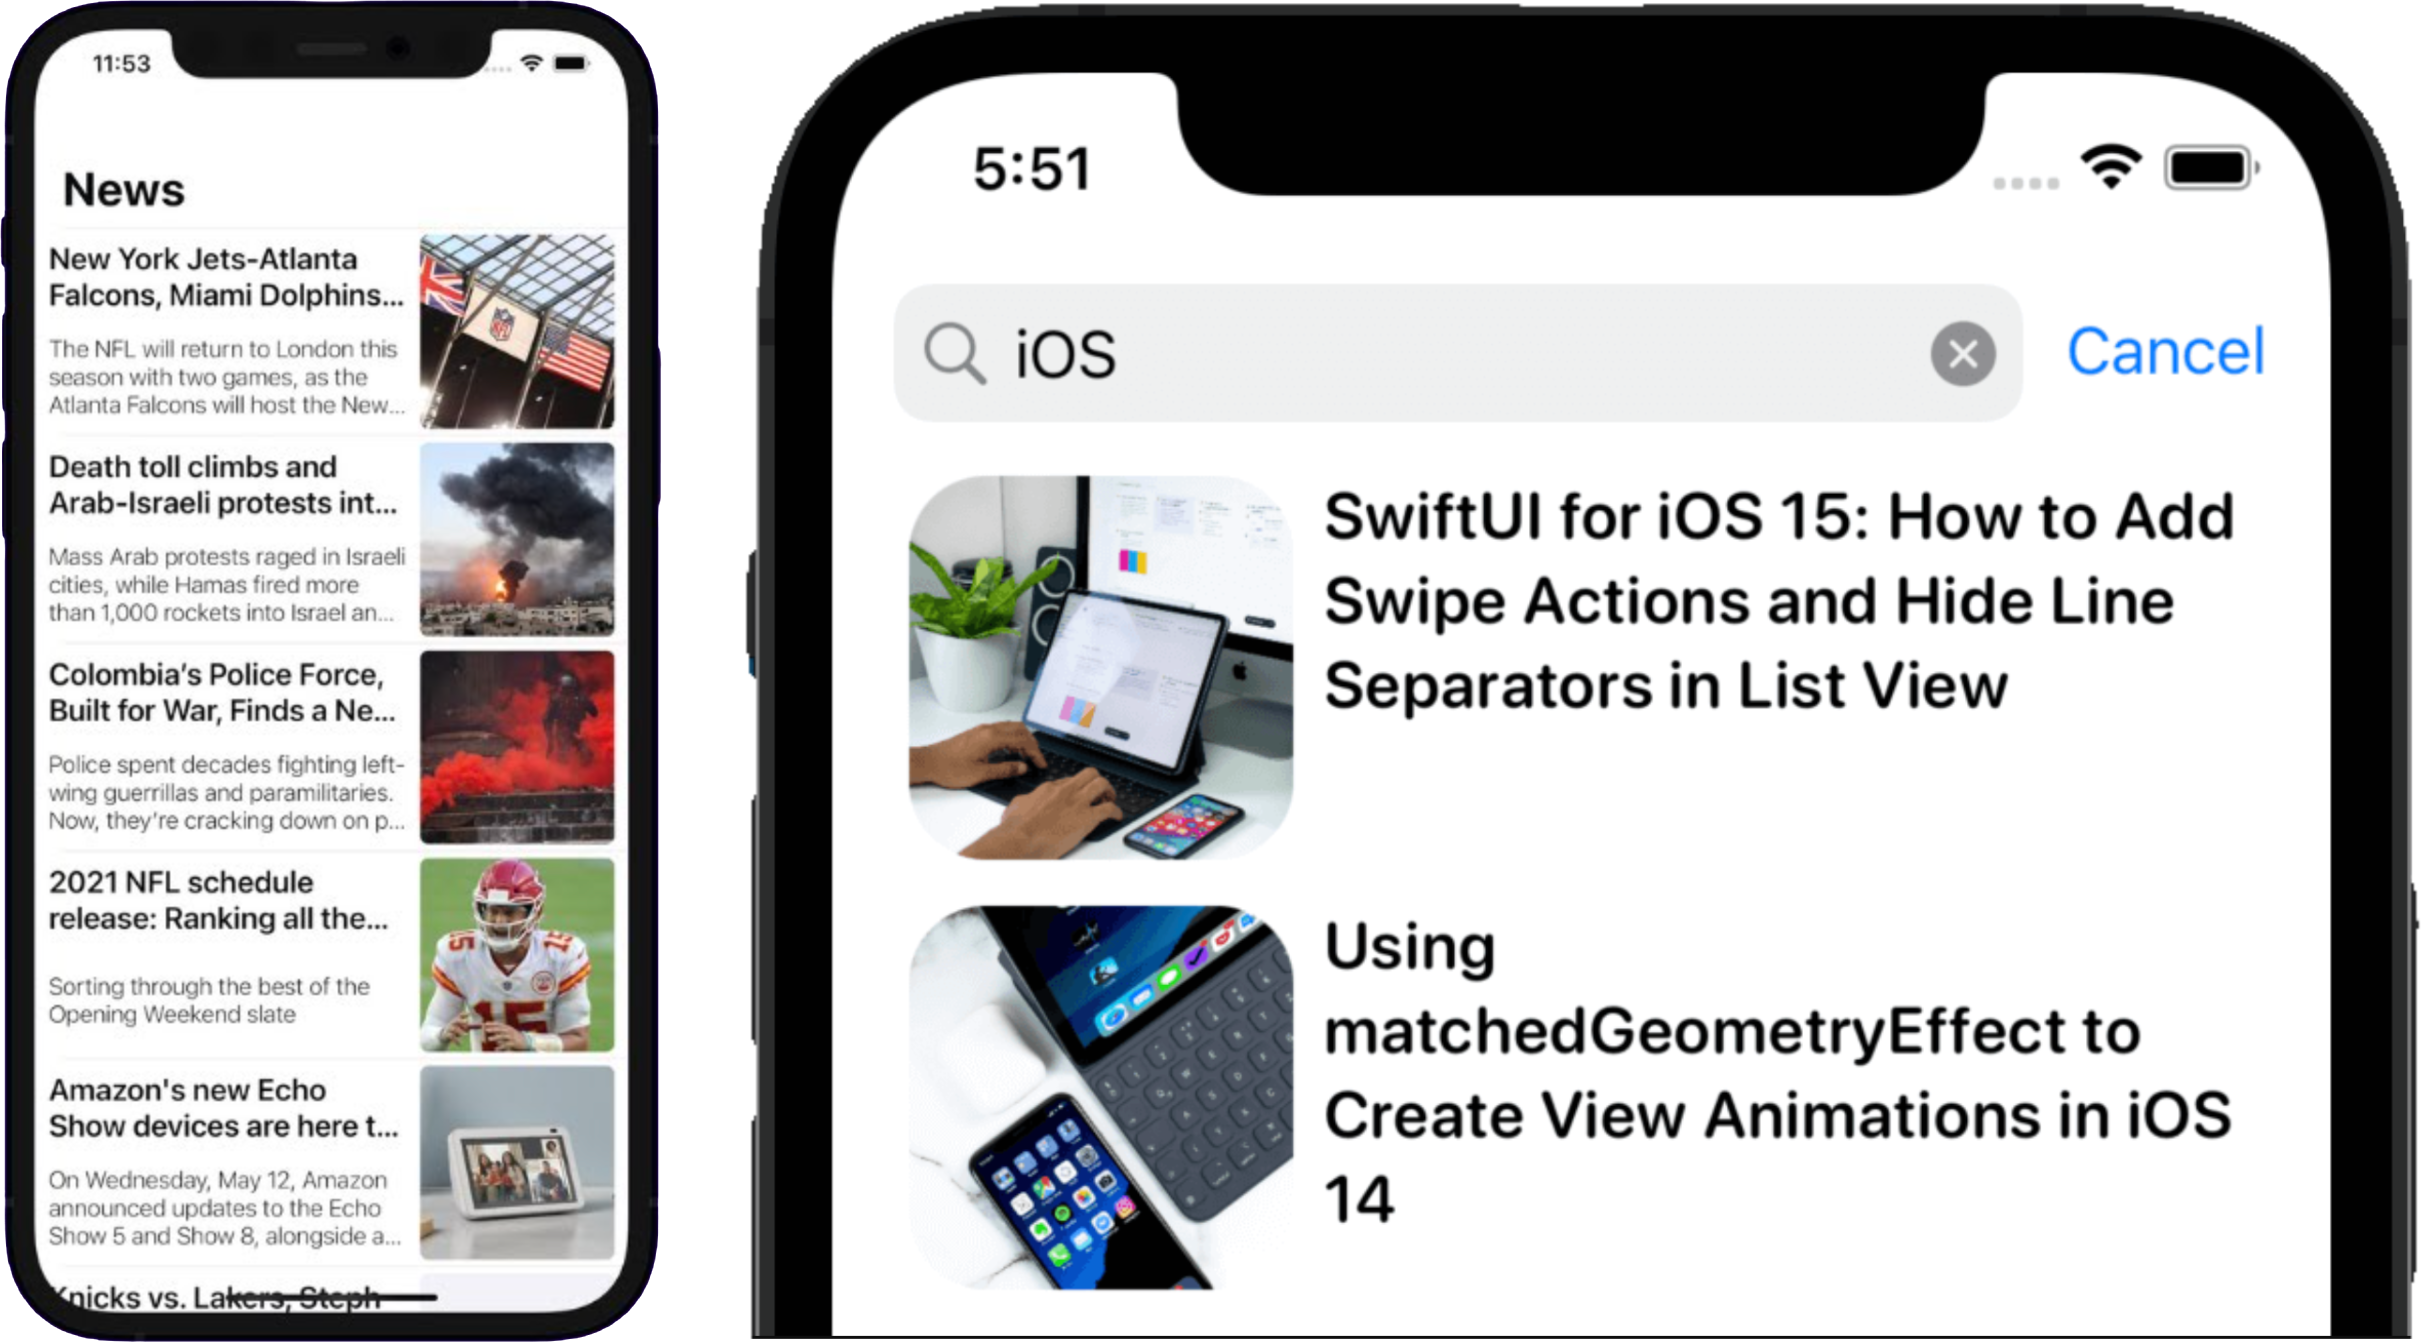 11:53
News
New York Jets-Atlanta
Falcons, Miami Dolphins...
The NFL will return to London this
season with two games, as the
Atlanta Falcons will host the New...
Death toll climbs and
Arab-Israeli protests int...
Mass Arab protests raged in Israeli
cities, while Hamas fired more
than 1,000 rockets into Israel an...
Colombia’s Police Force,
Built for War, Finds a Ne...
Police spent decades fighting left-
wing guerrillas and paramilitaries.
Now, they’re cracking down on p...
2021 NFL schedule
release: Ranking all the...
Sorting through the best of the
Opening Weekend slate
15
15
15
Amazon's new Echo
Show devices are here t...
On Wednesday, May 12, Amazon
announced updates to the Echo
Show 5 and Show 8, alongside a...
Knicks vs. Lakers, Steph
5:51
iOS
Cancel
SwiftUI for iOS 15: How to Add
Swipe Actions and Hide Line
Separators in List View
Using
matchedGeometryEffect to
Create View Animations in iOS
14